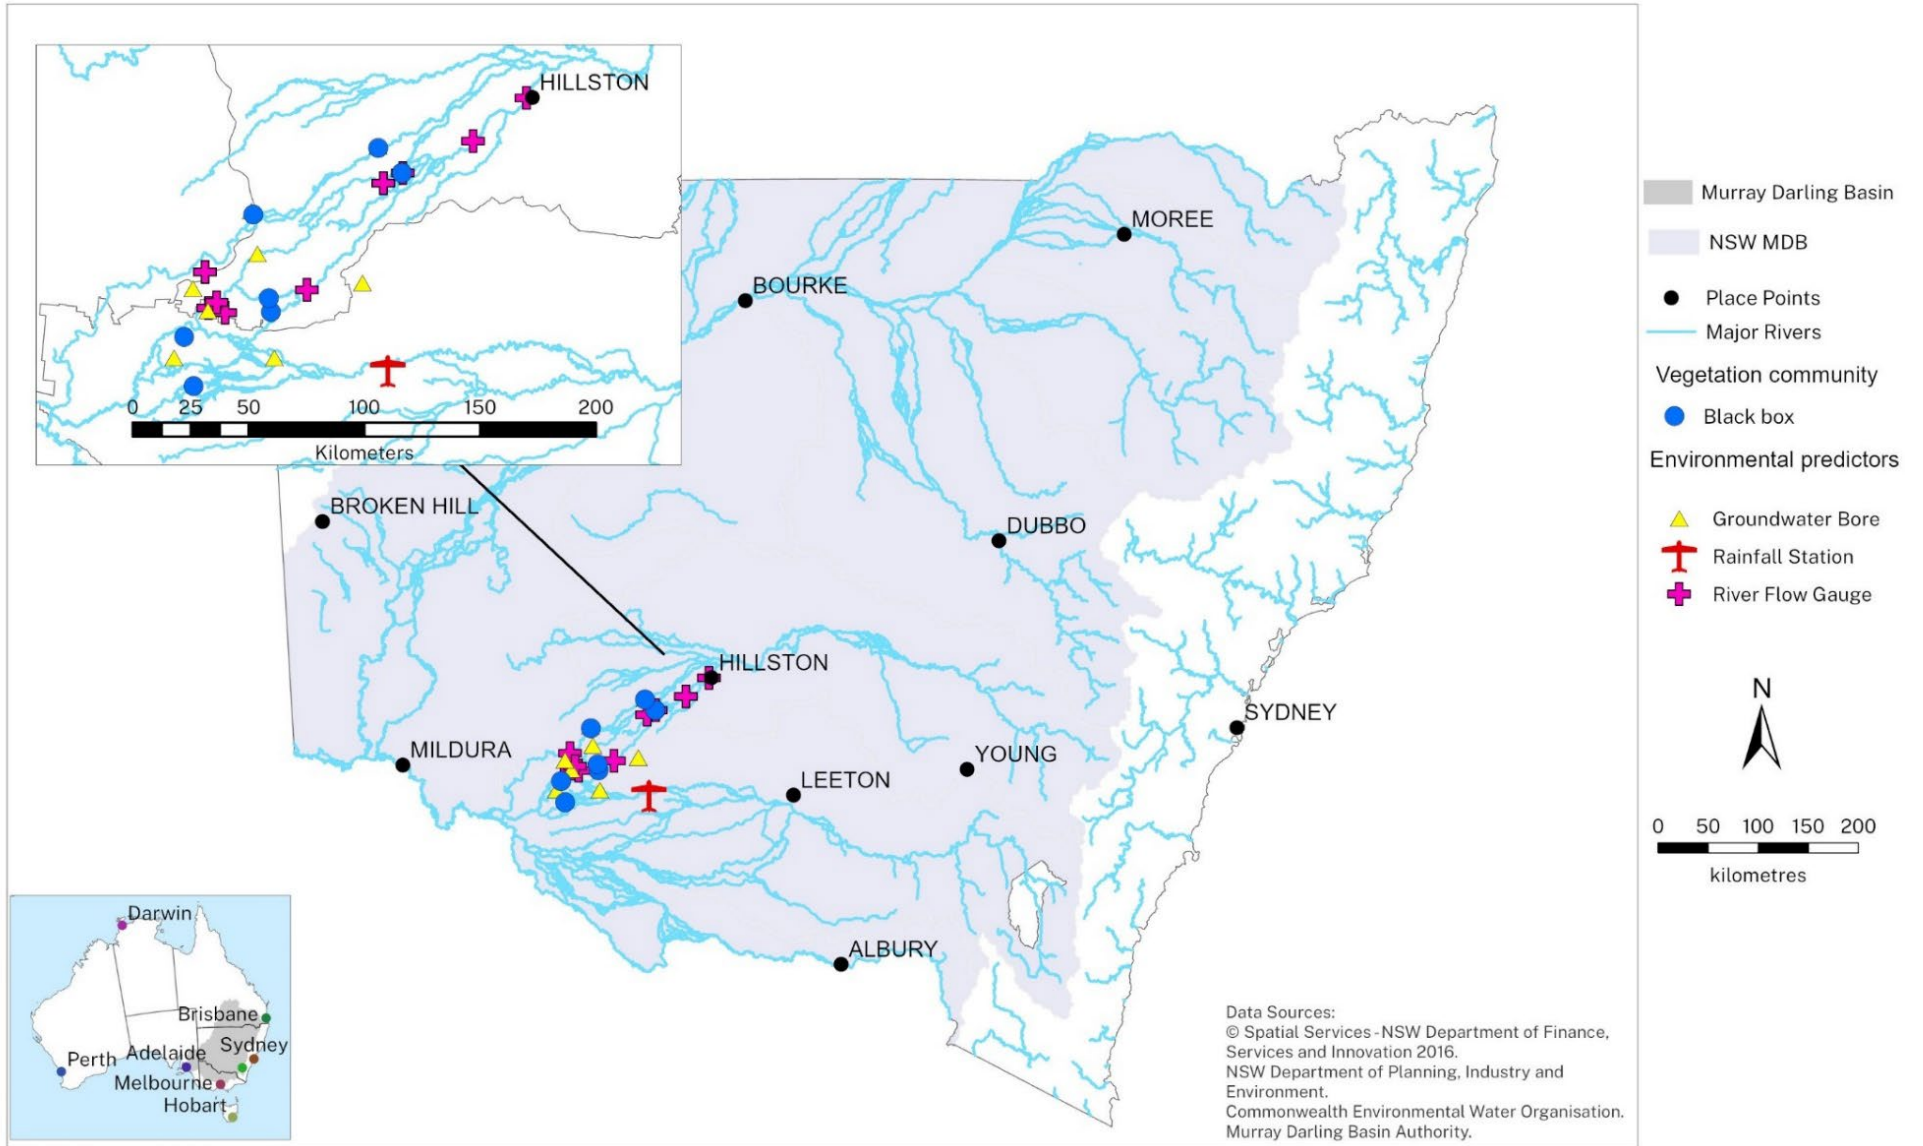 HILLSTON
0 25 50 100 150 200
Kilometers
MOREE
BOURKE
BROKEN HILL
DUBBO
HILLSTON
SYDNEY
MILDURA
YOUNG
LEETON
ALBURY
Darwin
Brisbane
Sydney
Perth
Adelaide
Melbourne
Hobart
Data Sources:
© Spatial Services - NSW Department of Finance,
Services and Innovation 2016.
NSW Department of Planning, Industry and
Environment.
Commonwealth Environmental Water Organisation.
Murray Darling Basin Authority.
Murray Darling Basin
NSW MDB
Place Points
Major Rivers
Vegetation community
Black box
Environmental predictors
Groundwater Bore
Rainfall Station
River Flow Gauge
N
0 50 100 150 200
kilometres